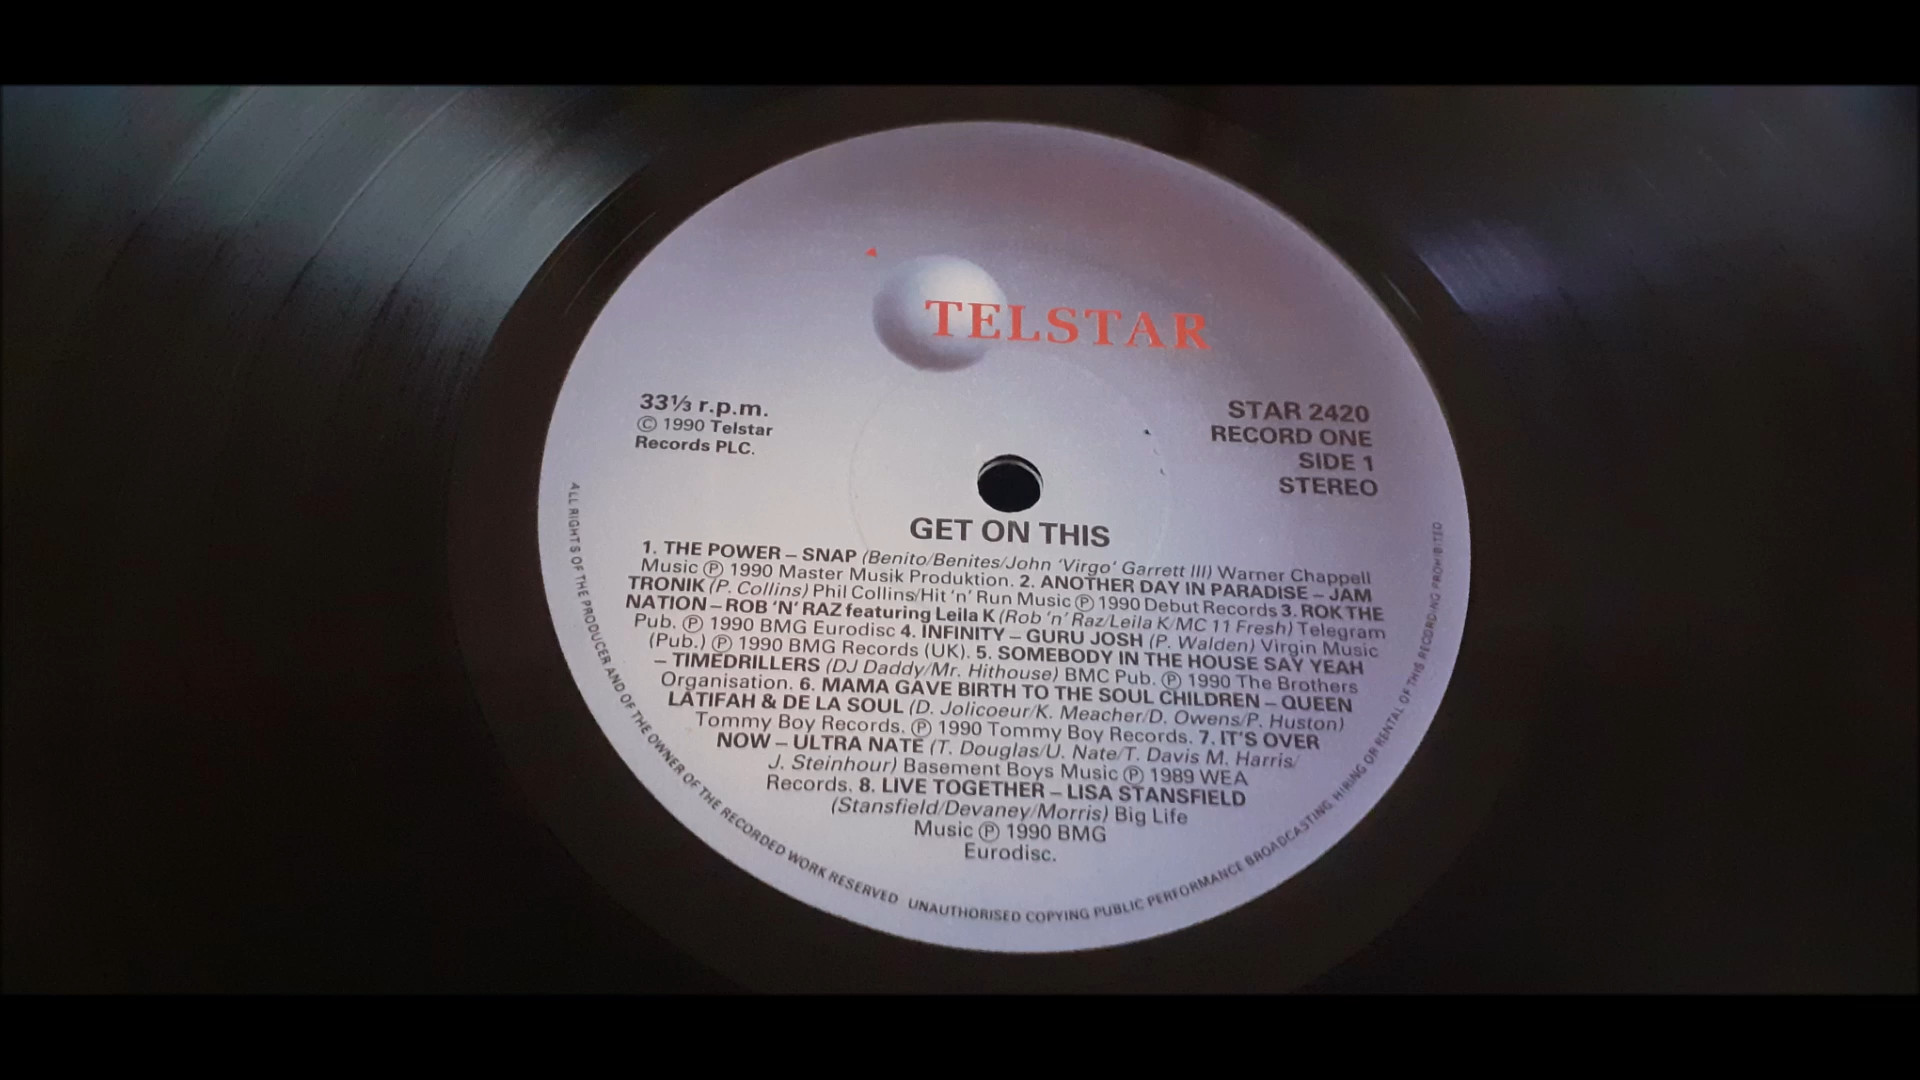 TELSTAR
33⅓ r.p.m.
Ⓒ 1990 Telstar
Records PLC.
STAR 2420
RECORD ONE
SIDE 1
STEREO
GET ON THIS
1. THE POWER – SNAP (Benito/Benites/John ‘Virgo’ Garrett III) Warner Chappell
Music Ⓟ 1990 Master Musik Produktion. 2. ANOTHER DAY IN PARADISE – JAM
TRONIK (P. Collins) Phil Collins/Hit ‘n’ Run Music Ⓟ 1990 Debut Records 3. ROK THE
NATION – ROB ‘N’ RAZ featuring Leila K (Rob ‘n’ Raz/Leila K/MC 11 Fresh) Telegram
Pub. Ⓟ 1990 BMG Eurodisc 4. INFINITY – GURU JOSH (P. Walden) Virgin Music
(Pub.) Ⓟ 1990 BMG Records (UK). 5. SOMEBODY IN THE HOUSE SAY YEAH
– TIMEDRILLERS (DJ Daddy/Mr. Hithouse) BMC Pub. Ⓟ 1990 The Brothers
Organisation. 6. MAMA GAVE BIRTH TO THE SOUL CHILDREN – QUEEN
LATIFAH & DE LA SOUL (D. Jolicoeur/K. Meacher/D. Owens/P. Huston)
Tommy Boy Records. Ⓟ 1990 Tommy Boy Records. 7. IT'S OVER
NOW – ULTRA NATE (T. Douglas/U. Nate/T. Davis M. Harris/
J. Steinhour) Basement Boys Music Ⓟ 1989 WEA
Records. 8. LIVE TOGETHER – LISA STANSFIELD
(Stansfield/Devaney/Morris) Big Life
Music Ⓟ 1990 BMG
Eurodisc.
ALL RIGHTS OF THE PRODUCER AND OF THE OWNER OF THE RECORDED WORK RESERVED UNAUTHORISED COPYING PUBLIC PERFORMANCE BROADCASTING HIRING OR RENTAL OF THIS RECORDING PROHIBITED